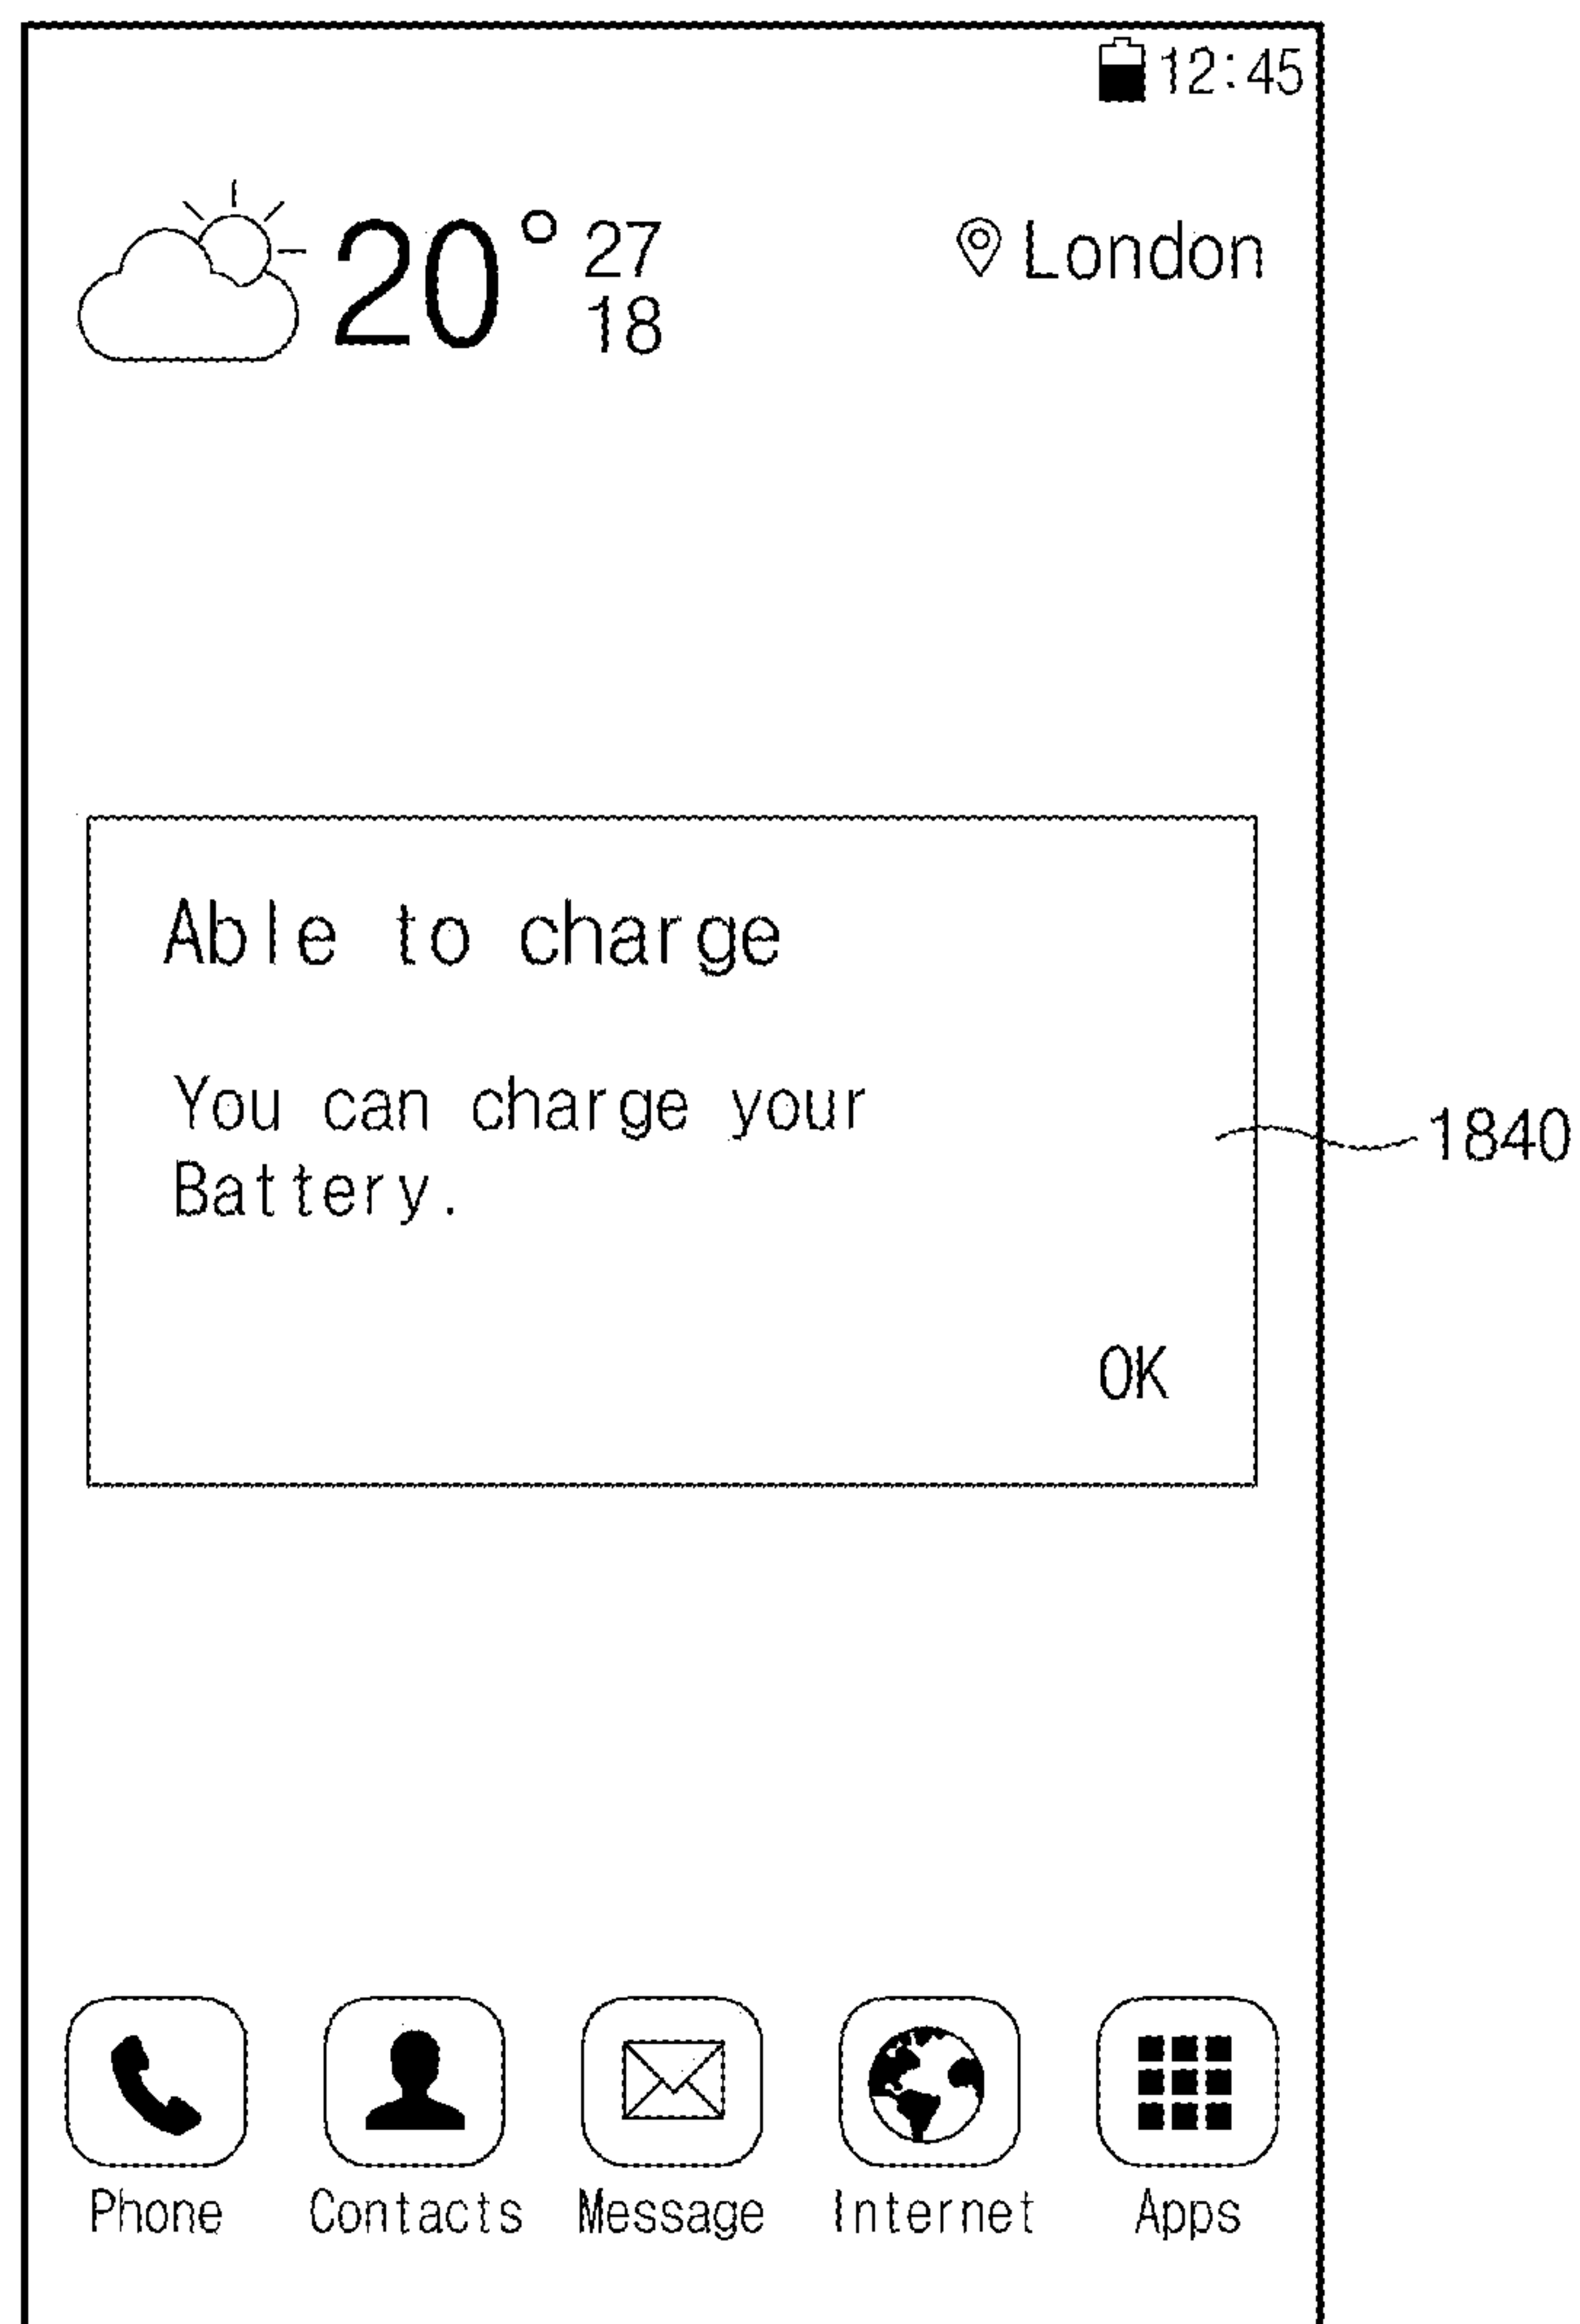 12:45
20° 27
18
London
Able to charge
You can charge your
Battery.
OK
1840
Phone Contacts Message Internet Apps